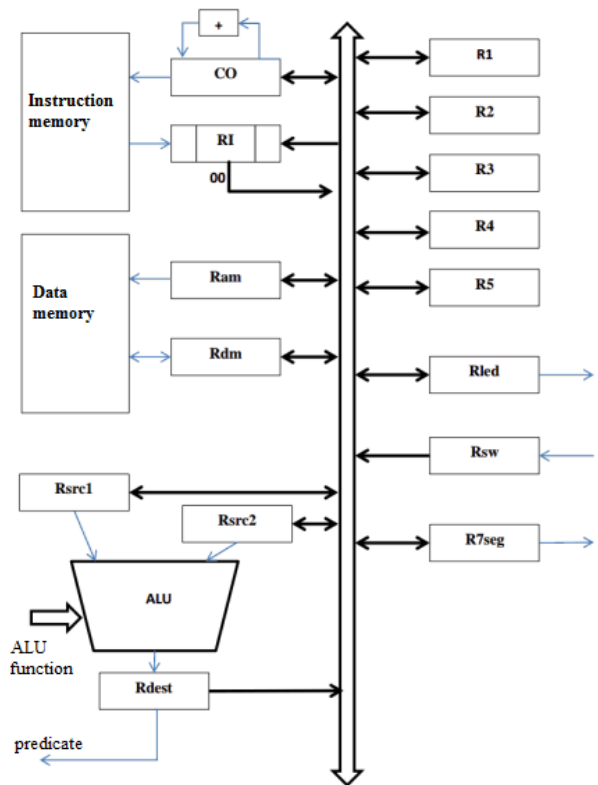 +
CO
Instruction
memory
RI
00
Ram
Data
memory
Rdm
Rsrc1
Rsrc2
ALU
ALU
function
Rdest
predicate
R1
R2
R3
R4
R5
Rled
Rsw
R7seg